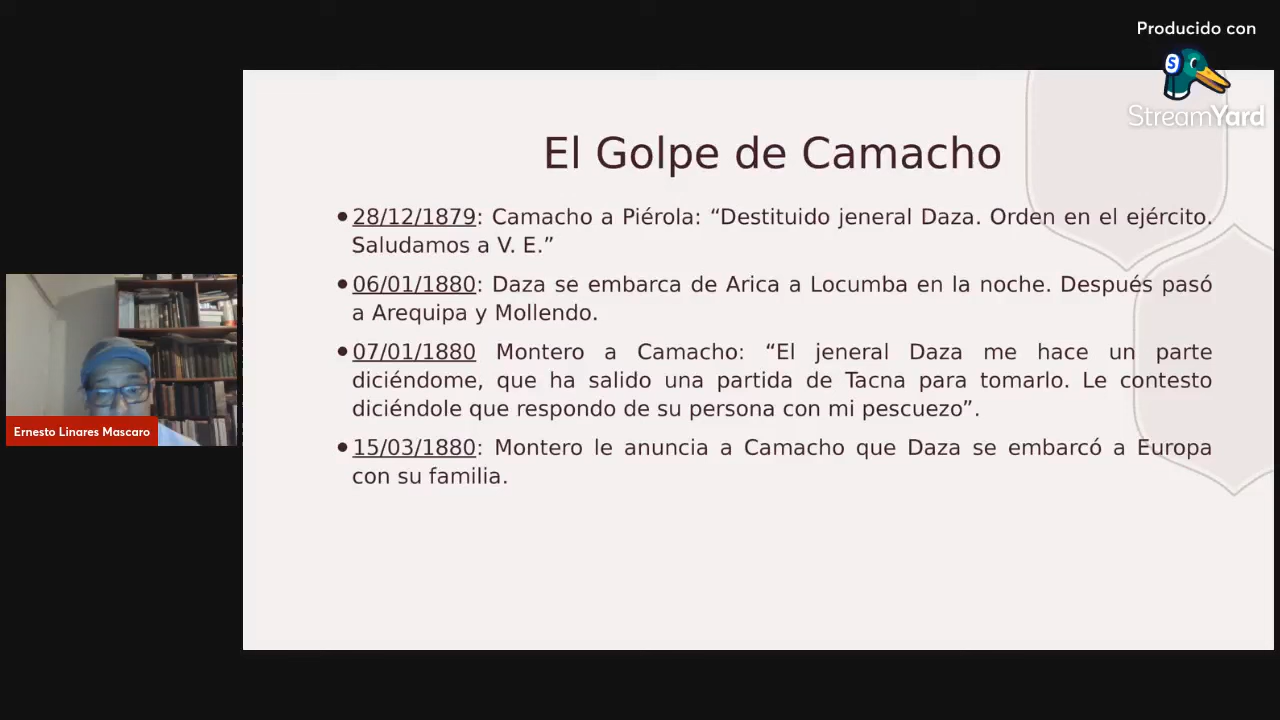 Producido con
StreamYard
El Golpe de Camacho
•28/12/1879: Camacho a Piérola: “Destituido jeneral Daza. Orden en el ejército.
Saludamos a V. E.”
•06/01/1880: Daza se embarca de Arica a Locumba en la noche. Después pasó
a Arequipa y Mollendo.
•07/01/1880 Montero a Camacho: “El jeneral Daza me hace un parte
diciéndome, que ha salido una partida de Tacna para tomarlo. Le contesto
diciéndole que respondo de su persona con mi pescuezo”.
•15/03/1880: Montero le anuncia a Camacho que Daza se embarcó a Europa
con su familia.
Ernesto Linares Mascaro